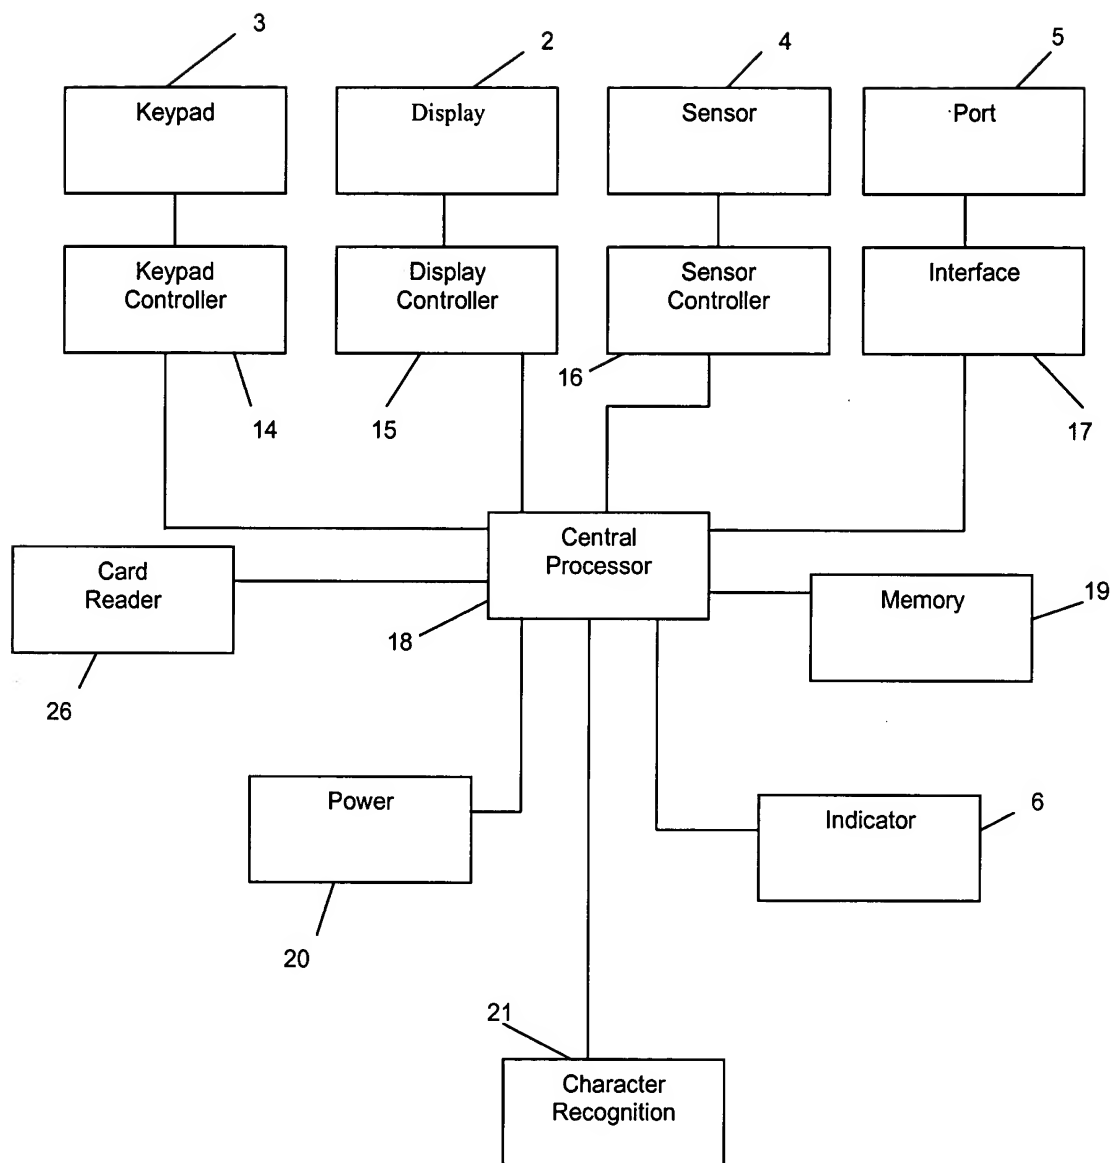 3
2
4
5
Keypad
Display
Sensor
Port
Keypad
Controller
Display
Controller
Sensor
Controller
Interface
14
15
16
17
Central
Processor
Card
Reader
Memory
19
18
26
Power
Indicator
6
20
21
Character
Recognition